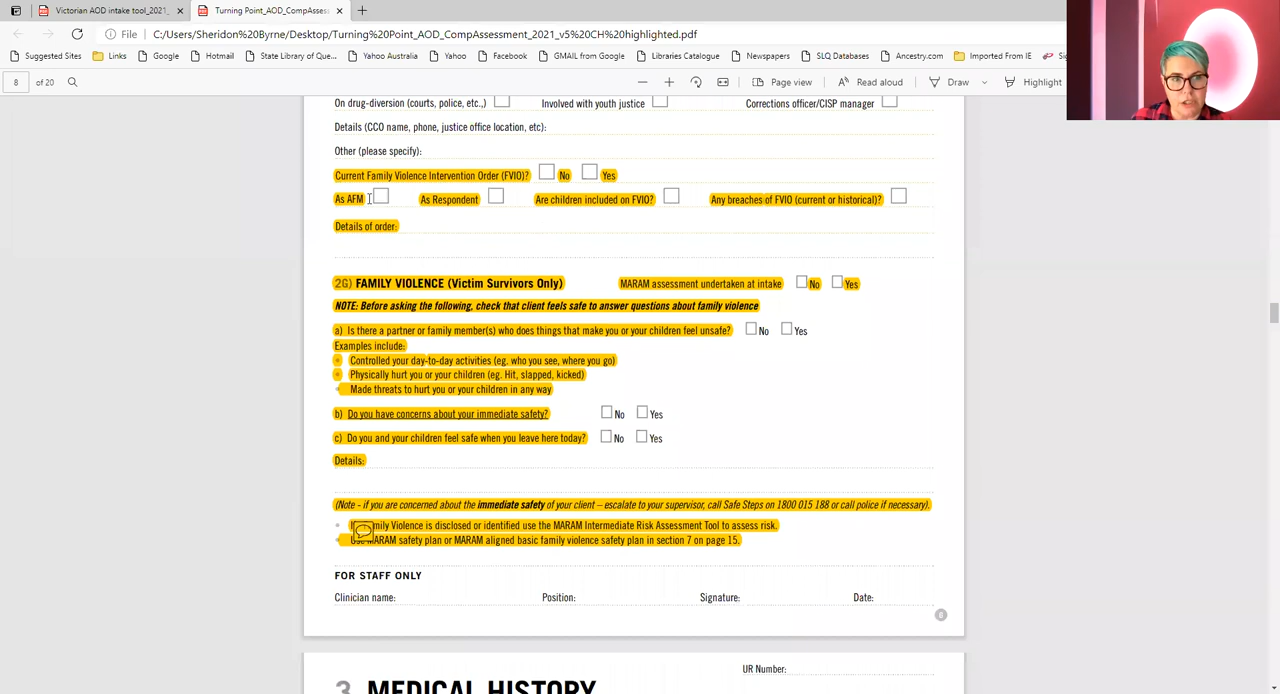 Victorian AOD intake tool_2021_
Turning Point_AOD_CompAssess
File
C:/Users/Sheridon%20Byrne/Desktop/Turning%20Point_AOD_CompAssessment_2021_v5%20CH%20highlighted.pdf
Suggested Sites
Links
Google
Hotmail
State Library of Que...
Yahoo Australia
Yahoo
Facebook
GMAIL from Google
Libraries Catalogue
Newspapers
SLQ Databases
Ancestry.com
Imported From IE
8 of 20
Page view
Read aloud
Draw
Highlight
On drug-diversion (courts, police, etc.,)
Involved with youth justice
Corrections officer/CISP manager
Details (CCO name, phone, justice office location, etc):
Other (please specify):
Current Family Violence Intervention Order (FVIO)? No Yes
As AFM
As Respondent
Are children included on FVIO?
Any breaches of FVIO (current or historical)?
Details of order:
2G) FAMILY VIOLENCE (Victim Survivors Only)
MARAM assessment undertaken at intake No Yes
NOTE: Before asking the following, check that client feels safe to answer questions about family violence
a) Is there a partner or family member(s) who does things that make you or your children feel unsafe? No Yes
Examples include:
• Controlled your day-to-day activities (eg. who you see, where you go)
• Physically hurt you or your children (eg. Hit, slapped, kicked)
• Made threats to hurt you or your children in any way
b) Do you have concerns about your immediate safety? No Yes
c) Do you and your children feel safe when you leave here today? No Yes
Details:
(Note - if you are concerned about the immediate safety of your client – escalate to your supervisor, call Safe Steps on 1800 015 188 or call police if necessary).
• Family Violence is disclosed or identified use the MARAM Intermediate Risk Assessment Tool to assess risk.
• MARAM safety plan or MARAM aligned basic family violence safety plan in section 7 on page 15.
FOR STAFF ONLY
Clinician name:
Position:
Signature:
Date:
UR Number:
3 MEDICAL HISTORY